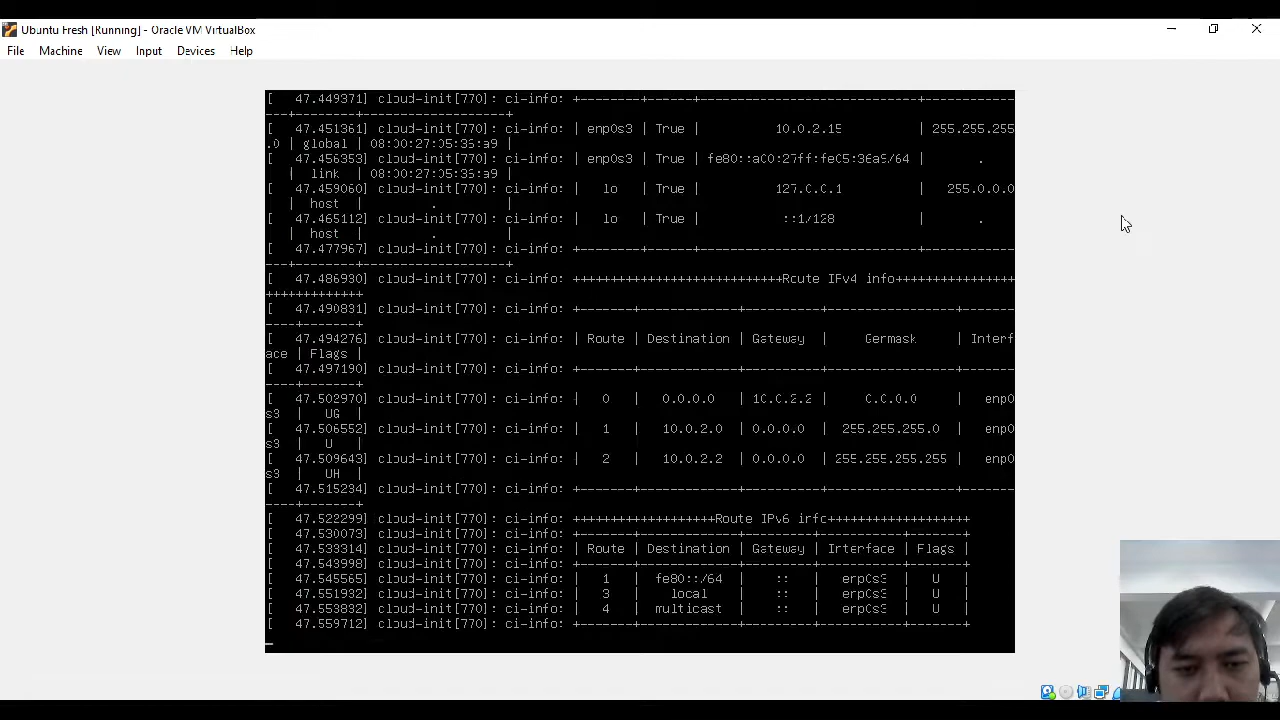 Ubuntu Fresh [Running] - Oracle VM VirtualBox
File Machine View Input Devices Help
[   47.449371] cloud-init[770]: ci-info: +--------+------+----------------------------+-----------
---+--------+-------------------+
[   47.451361] cloud-init[770]: ci-info: | enp0s3 | True | 10.0.2.15 | 255.255.255
.0 | global | 08:00:27:05:36:a9 |
[   47.456353] cloud-init[770]: ci-info: | enp0s3 | True | fe80::a00:27ff:fe05:36a9/64 | .
| link | 08:00:27:05:36:a9 |
[   47.459060] cloud-init[770]: ci-info: | lo | True | 127.0.0.1 | 255.0.0.0
| host | . |
[   47.465112] cloud-init[770]: ci-info: | lo | True | ::1/128 | .
| host | . |
[   47.477967] cloud-init[770]: ci-info: +--------+------+----------------------------+-----------
---+--------+-------------------+
[   47.486930] cloud-init[770]: ci-info: ++++++++++++++++++++++++++++Route IPv4 info++++++++++++++++
+++++++++++++
[   47.490831] cloud-init[770]: ci-info: +-------+-------------+----------+-----------------+-------
----+-------+
[   47.494276] cloud-init[770]: ci-info: | Route | Destination | Gateway | Genmask | Interf
ace | Flags |
[   47.497190] cloud-init[770]: ci-info: +-------+-------------+----------+-----------------+-------
----+-------+
[   47.502970] cloud-init[770]: ci-info: | 0 | 0.0.0.0 | 10.0.2.2 | 0.0.0.0 | enp0
s3 | UG |
[   47.506552] cloud-init[770]: ci-info: | 1 | 10.0.2.0 | 0.0.0.0 | 255.255.255.0 | enp0
s3 | U |
[   47.509643] cloud-init[770]: ci-info: | 2 | 10.0.2.2 | 0.0.0.0 | 255.255.255.255 | enp0
s3 | UH |
[   47.515234] cloud-init[770]: ci-info: +-------+-------------+----------+-----------------+-------
----+-------+
[   47.522299] cloud-init[770]: ci-info: +++++++++++++++++++Route IPv6 info+++++++++++++++++++
[   47.530073] cloud-init[770]: ci-info: +-------+-------------+---------+-----------+-------+
[   47.533314] cloud-init[770]: ci-info: | Route | Destination | Gateway | Interface | Flags |
[   47.543998] cloud-init[770]: ci-info: +-------+-------------+---------+-----------+-------+
[   47.545565] cloud-init[770]: ci-info: | 1 | fe80::/64 | :: | enp0s3 | U |
[   47.551932] cloud-init[770]: ci-info: | 3 | local | :: | enp0s3 | U |
[   47.553832] cloud-init[770]: ci-info: | 4 | multicast | :: | enp0s3 | U |
[   47.559712] cloud-init[770]: ci-info: +-------+-------------+---------+-----------+-------+